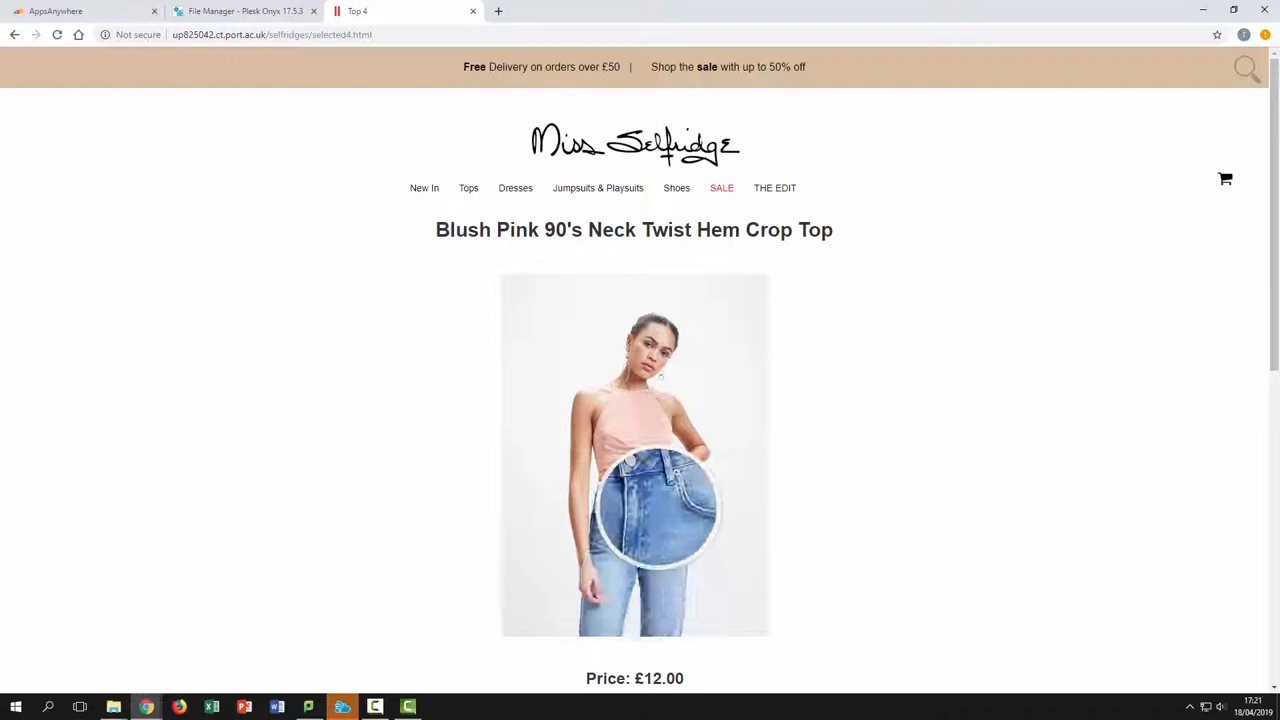 AppsAnywhere
File Manager - Plesk Onyx 17.5.3
Top 4
Not secure | up825042.ct.port.ac.uk/selfridges/selected4.html
T
Free Delivery on orders over £50 | Shop the sale with up to 50% off
Miss Selfridge
New In Tops Dresses Jumpsuits & Playsuits Shoes SALE THE EDIT
Blush Pink 90's Neck Twist Hem Crop Top
Price: £12.00
17:21
18/04/2019